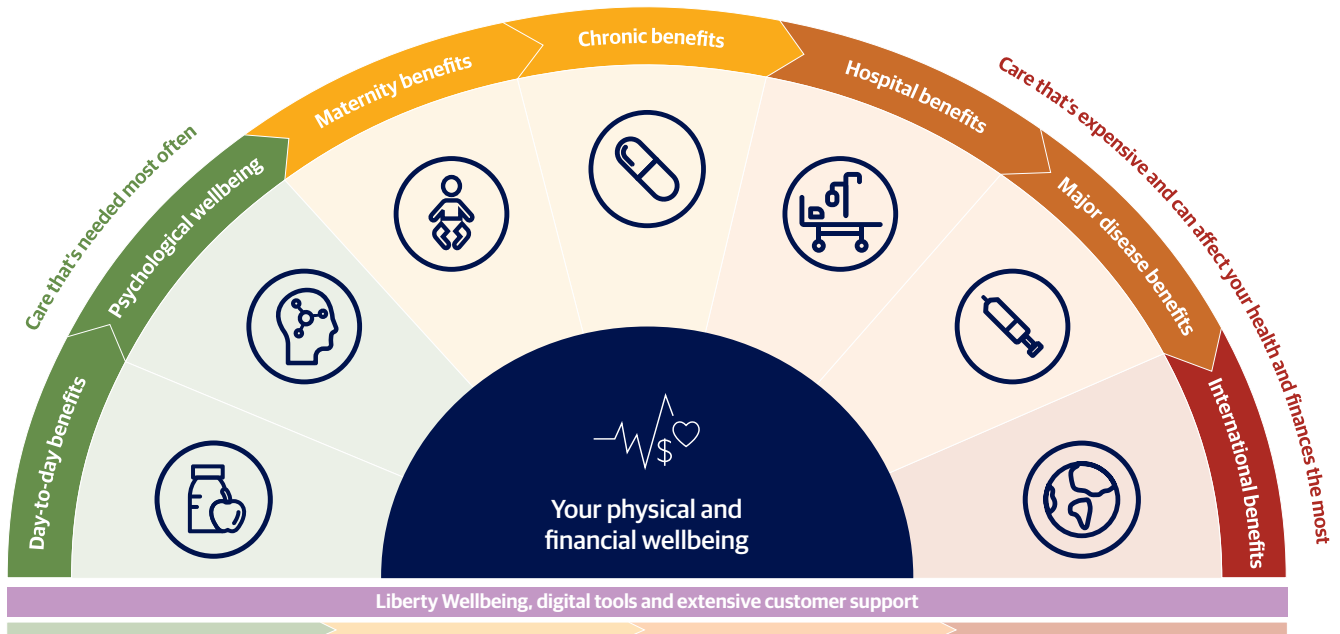 Care that's needed most often
Day-to-day benefits
Psychological wellbeing
Maternity benefits
Chronic benefits
Hospital benefits
Major disease benefits
International benefits
Care that's expensive and can affect your health and finances the most
$
Your physical and
financial wellbeing
Liberty Wellbeing, digital tools and extensive customer support